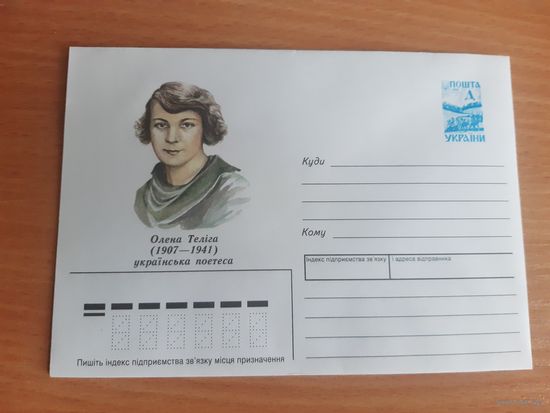 ПОШТА
Д
УКРАЇНИ
Куди
Кому
Олена Теліга
(1907—1941)
українська поетеса
Індекс підприємства зв'язку
і адреса відправника
Пишіть індекс підприємства зв'язку місця призначення